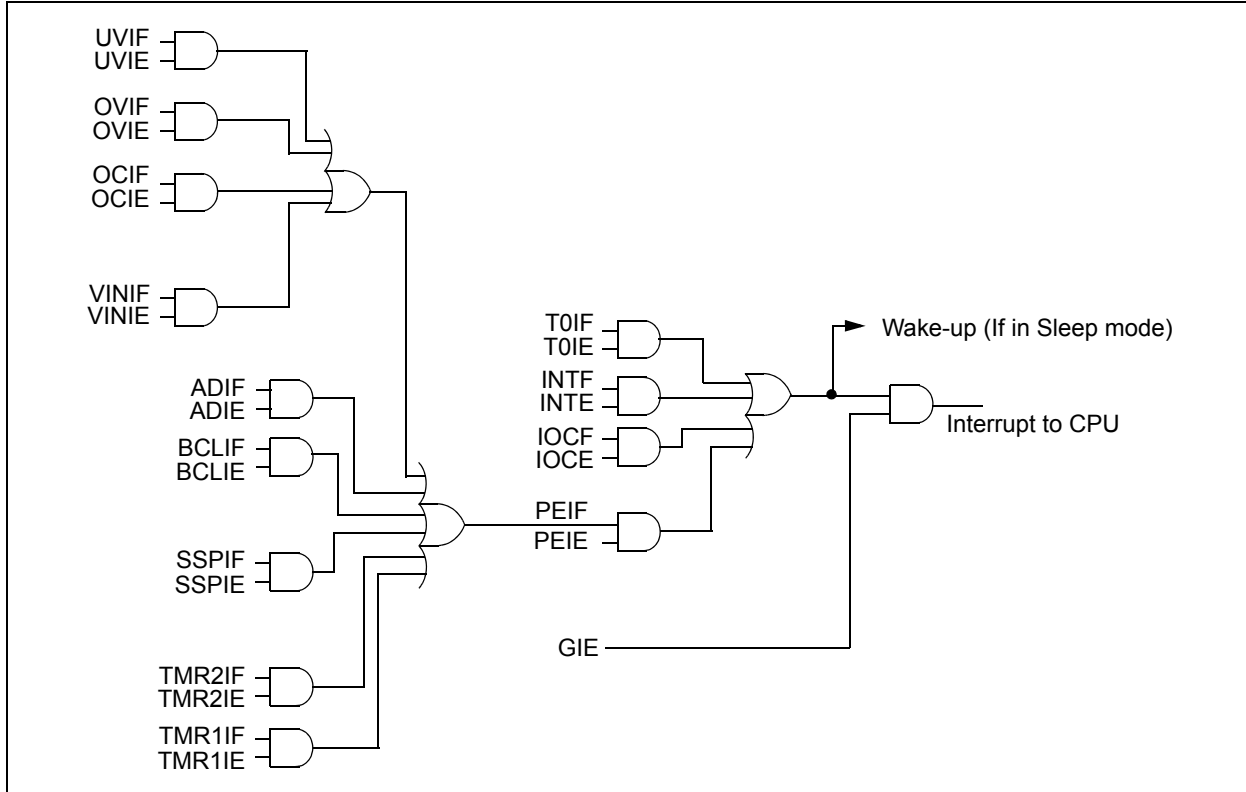 UVIF
UVIE
OVIF
OVIE
OCIF
OCIE
VINIF
VINIE
ADIF
ADIE
BCLIF
BCLIE
SSPIF
SSPIE
TMR2IF
TMR2IE
TMR1IF
TMR1IE
T0IF
T0IE
INTF
INTE
IOCF
IOCE
PEIF
PEIE
GIE
Wake-up (If in Sleep mode)
Interrupt to CPU